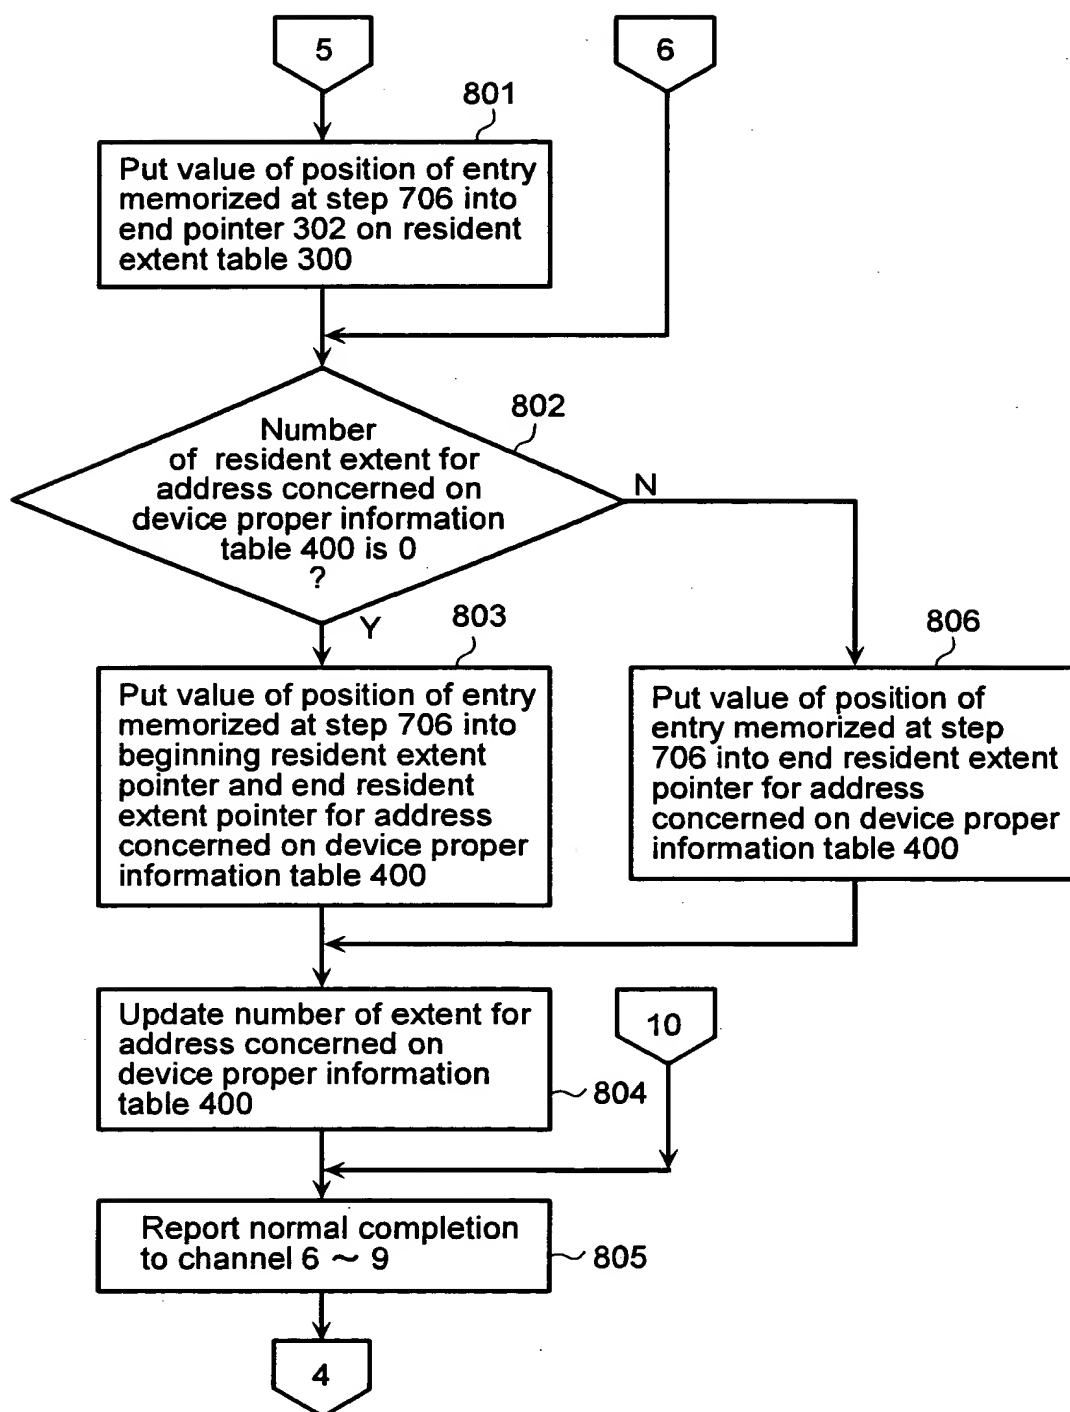 5
6
801
Put value of position of entry
memorized at step 706 into
end pointer 302 on resident
extent table 300
802
Number
of resident extent for
address concerned on
device proper information
table 400 is 0
?
N
Y
803
806
Put value of position of entry
memorized at step 706 into
beginning resident extent
pointer and end resident
extent pointer for address
concerned on device proper
information table 400
Put value of position of
entry memorized at step
706 into end resident extent
pointer for address
concerned on device proper
information table 400
Update number of extent for
address concerned on
device proper information
table 400
804
10
Report normal completion
to channel 6 ~ 9
805
4